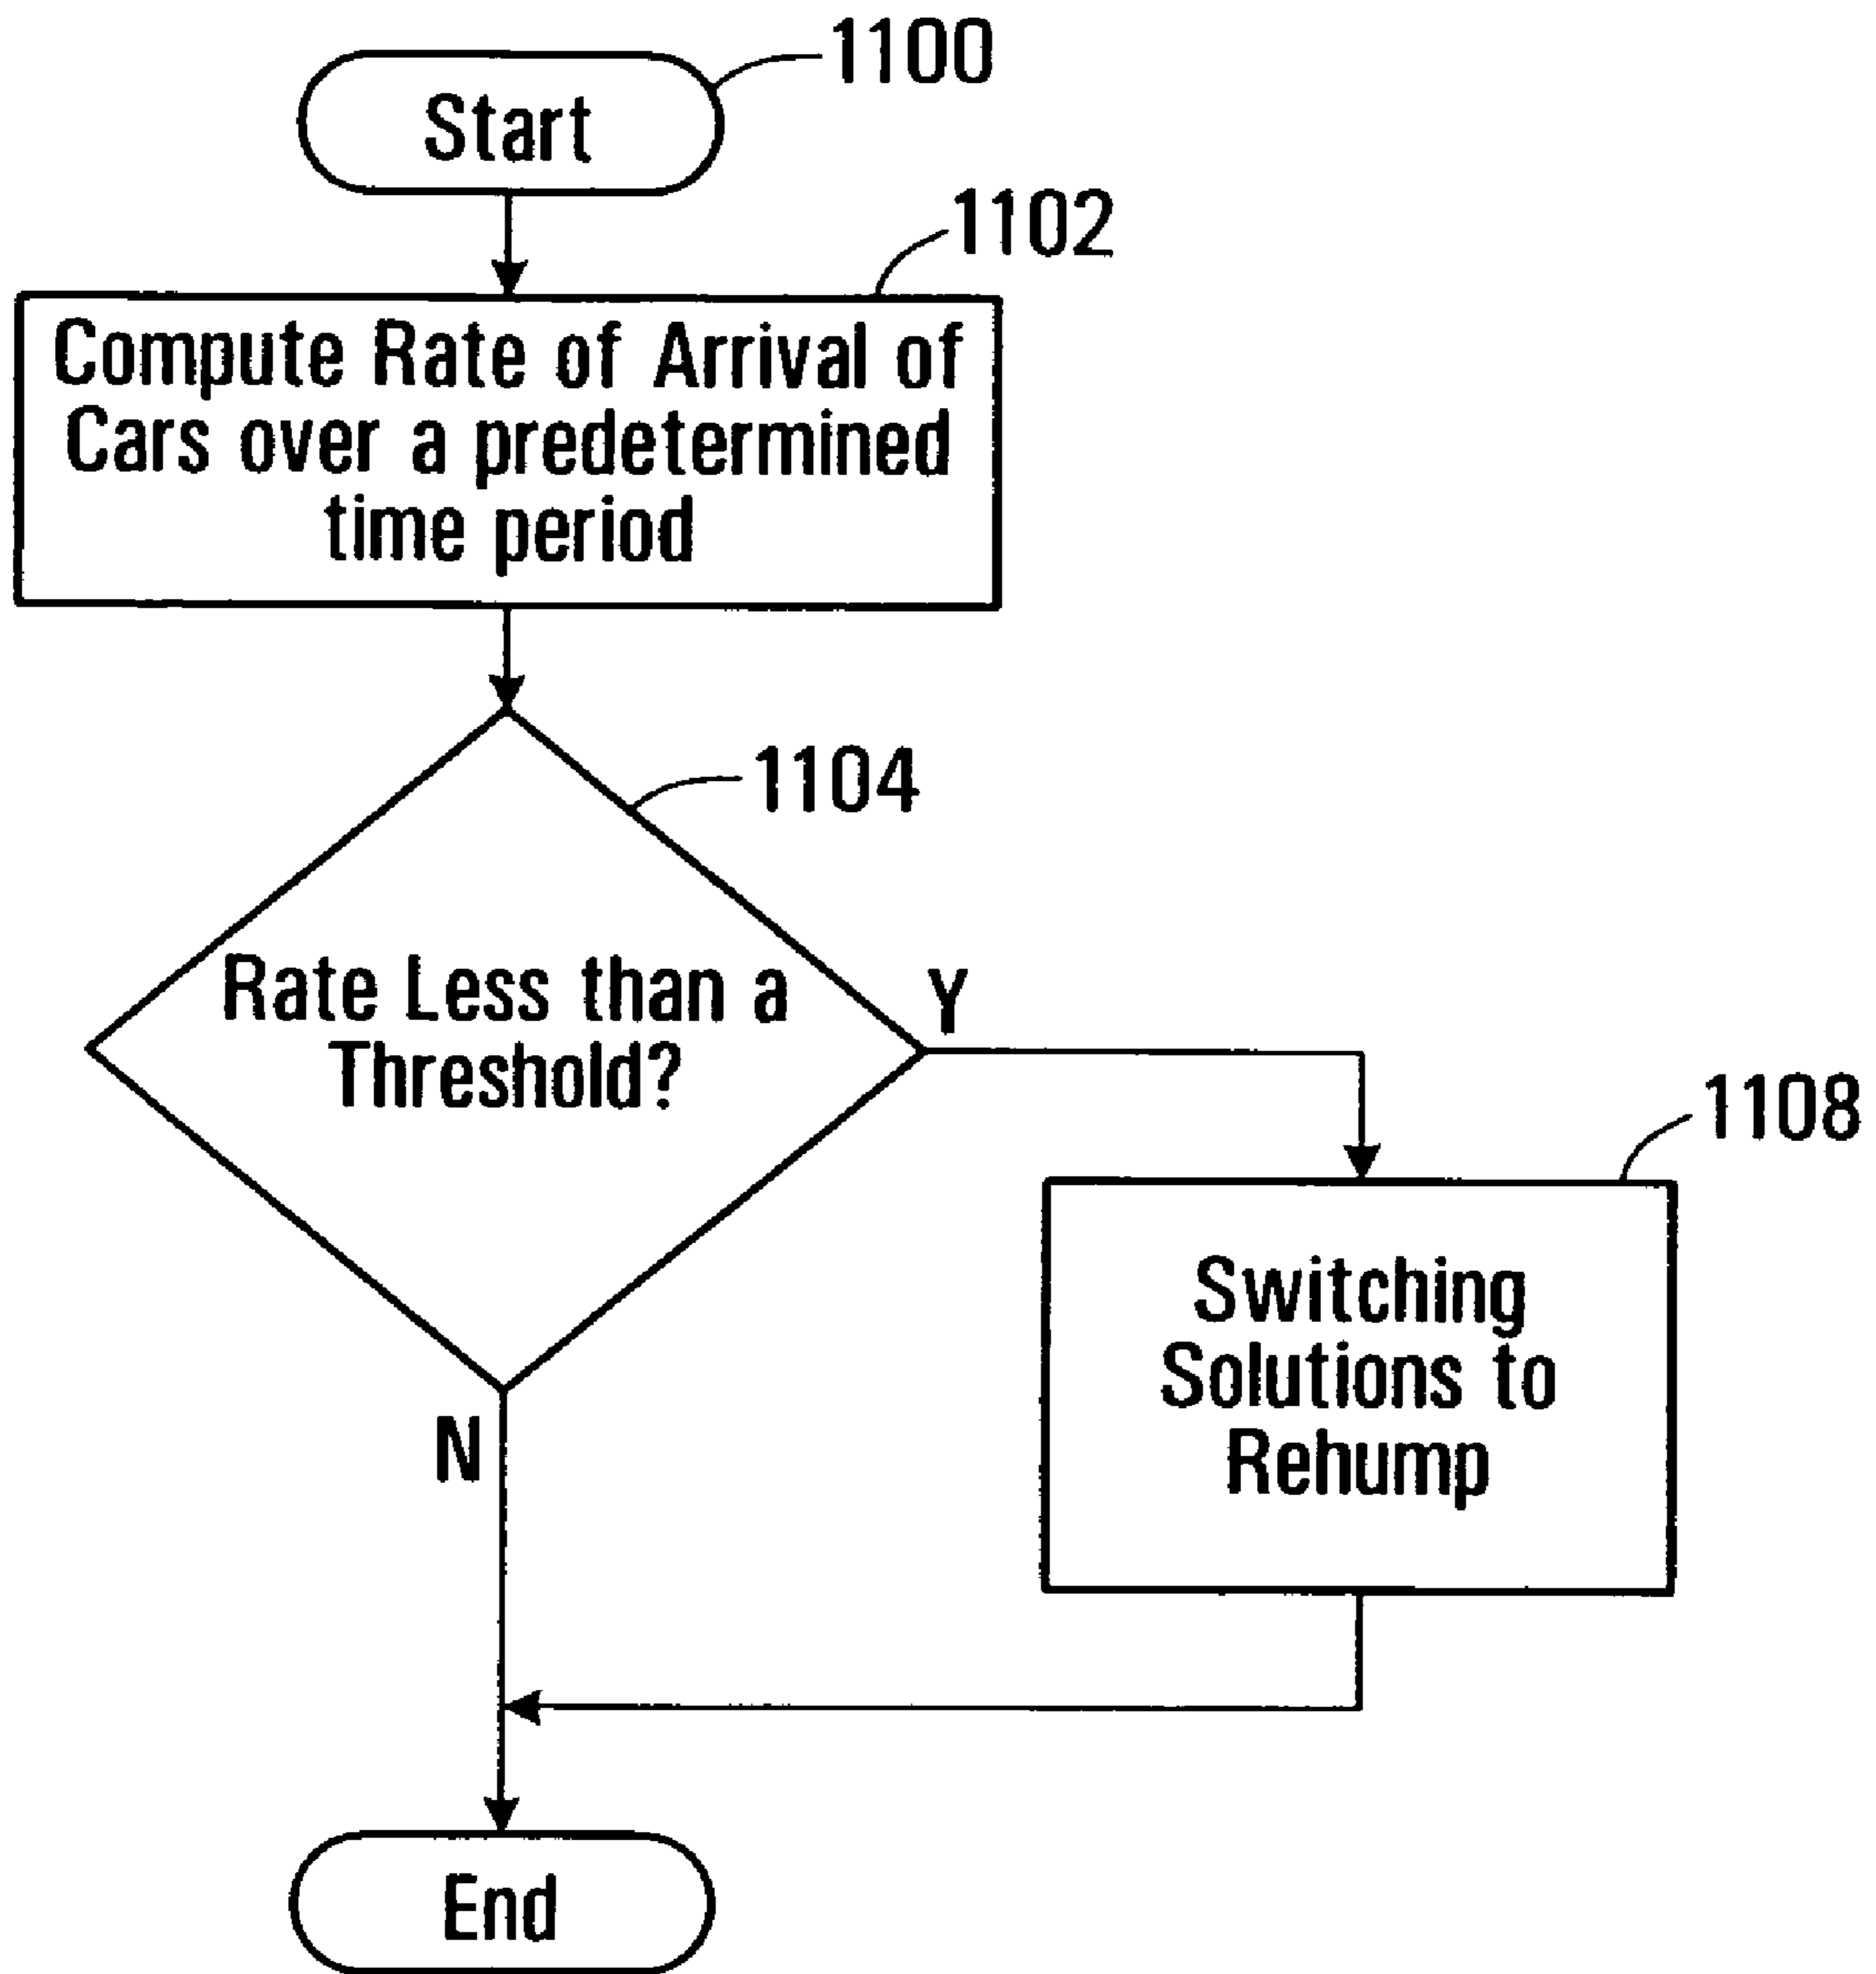 1100
Start
1102
Compute Rate of Arrival of
Cars over a predetermined
time period
1104
Rate Less than a
Threshold?
Y
1108
Switching
Solutions to
Rehump
N
End